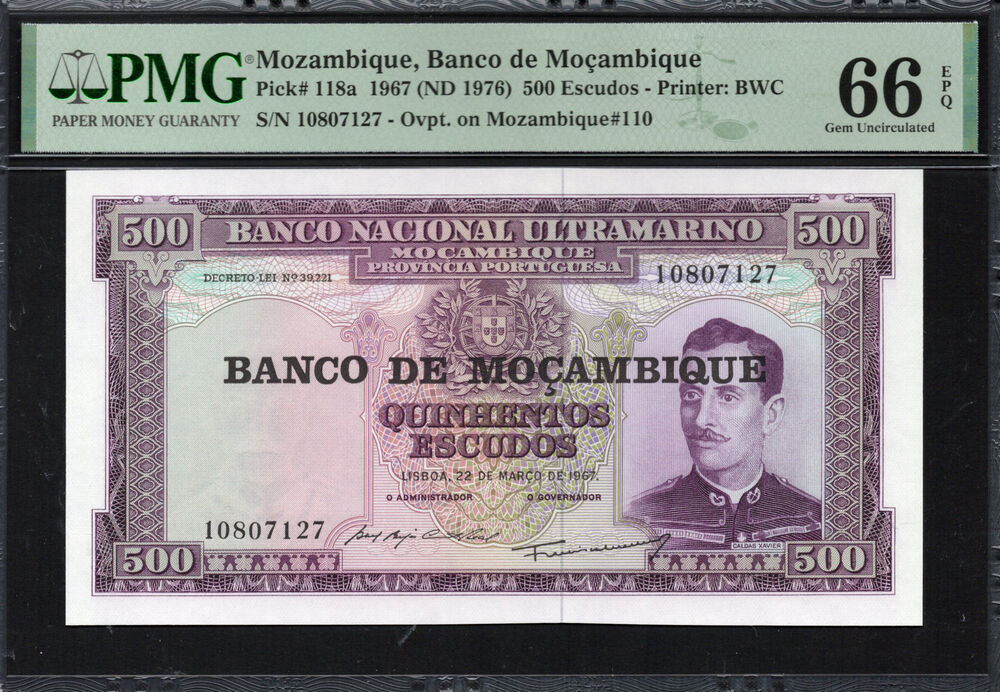 PMG®
PAPER MONEY GUARANTY
Mozambique, Banco de Moçambique
Pick# 118a 1967 (ND 1976) 500 Escudos - Printer: BWC
S/N 10807127 - Ovpt. on Mozambique#110
66
EPQ
Gem Uncirculated
500
BANCO NACIONAL ULTRAMARINO
500
MOÇAMBIQUE
PROVINCIA PORTUGUESA
DECRETO-LEI Nº 39,221
10807127
BANCO DE MOÇAMBIQUE
QUINHENTOS
ESCUDOS
LISBOA, 22 DE MARÇO DE 1967.
O ADMINISTRADOR
O GOVERNADOR
10807127
CALDAS XAVIER
500
500